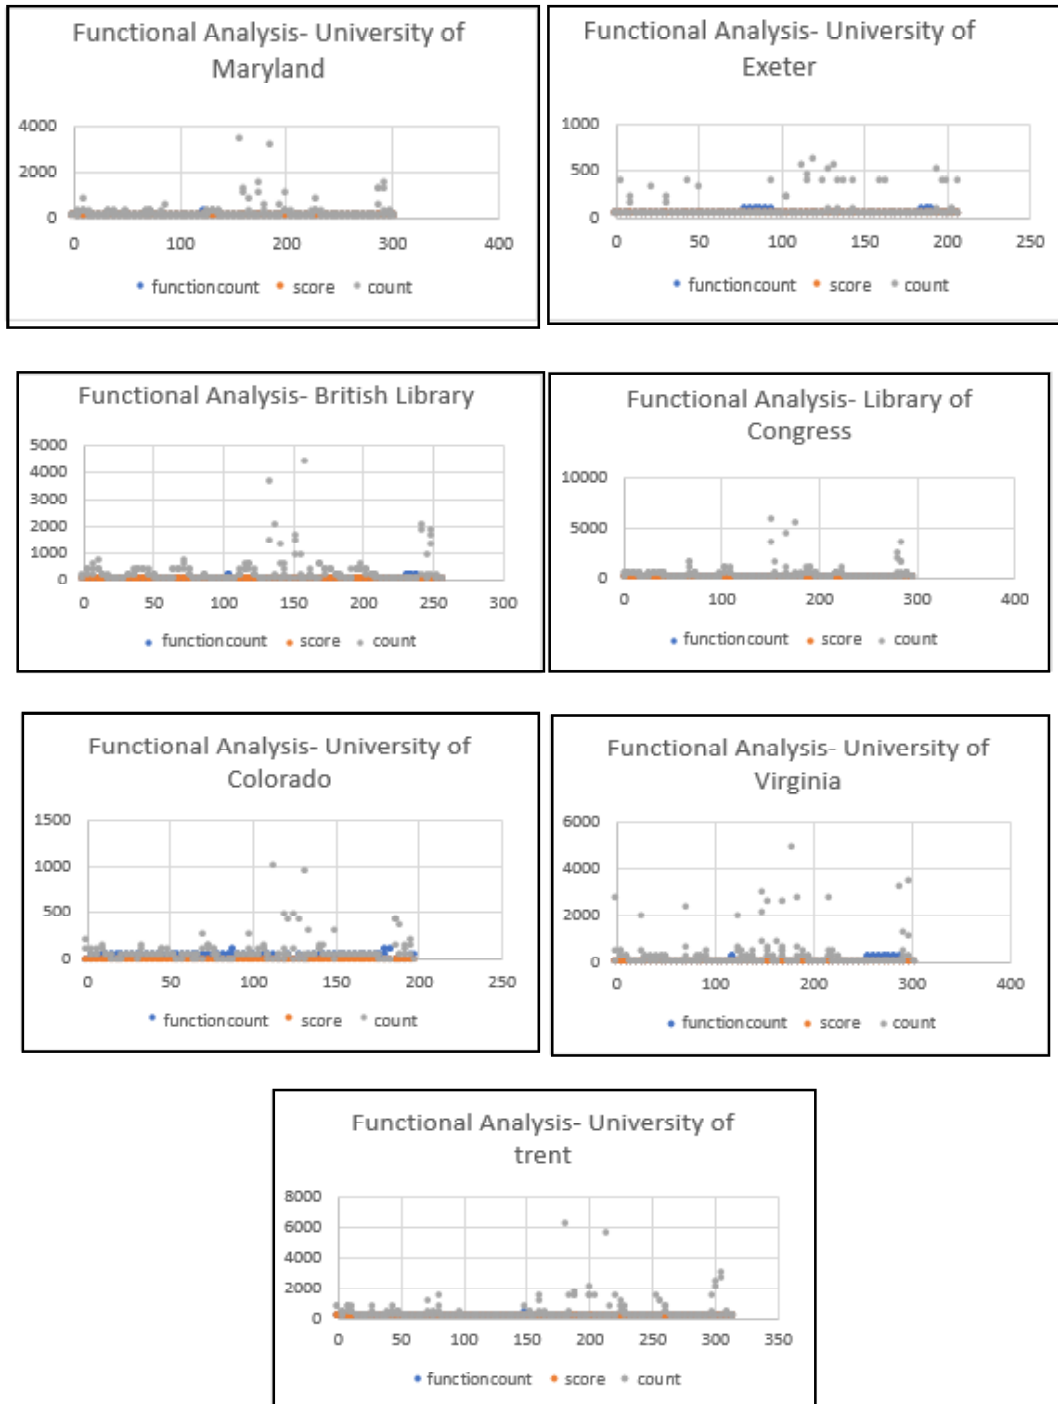 Functional Analysis- University of
Maryland
4000
2000
0
0 100 200 300 400
functioncount score count
Functional Analysis- University of
Exeter
1000
500
0
0 50 100 150 200 250
functioncount score count
Functional Analysis- British Library
5000
4000
3000
2000
1000
0
0 50 100 150 200 250 300
functioncount score count
Functional Analysis- Library of
Congress
10000
5000
0
0 100 200 300 400
functioncount score count
Functional Analysis- University of
Colorado
1500
1000
500
0
0 50 100 150 200 250
functioncount score count
Functional Analysis- University of
Virginia
6000
4000
2000
0
0 100 200 300 400
functioncount score count
Functional Analysis- University of
trent
8000
6000
4000
2000
0
0 50 100 150 200 250 300 350
functioncount score count